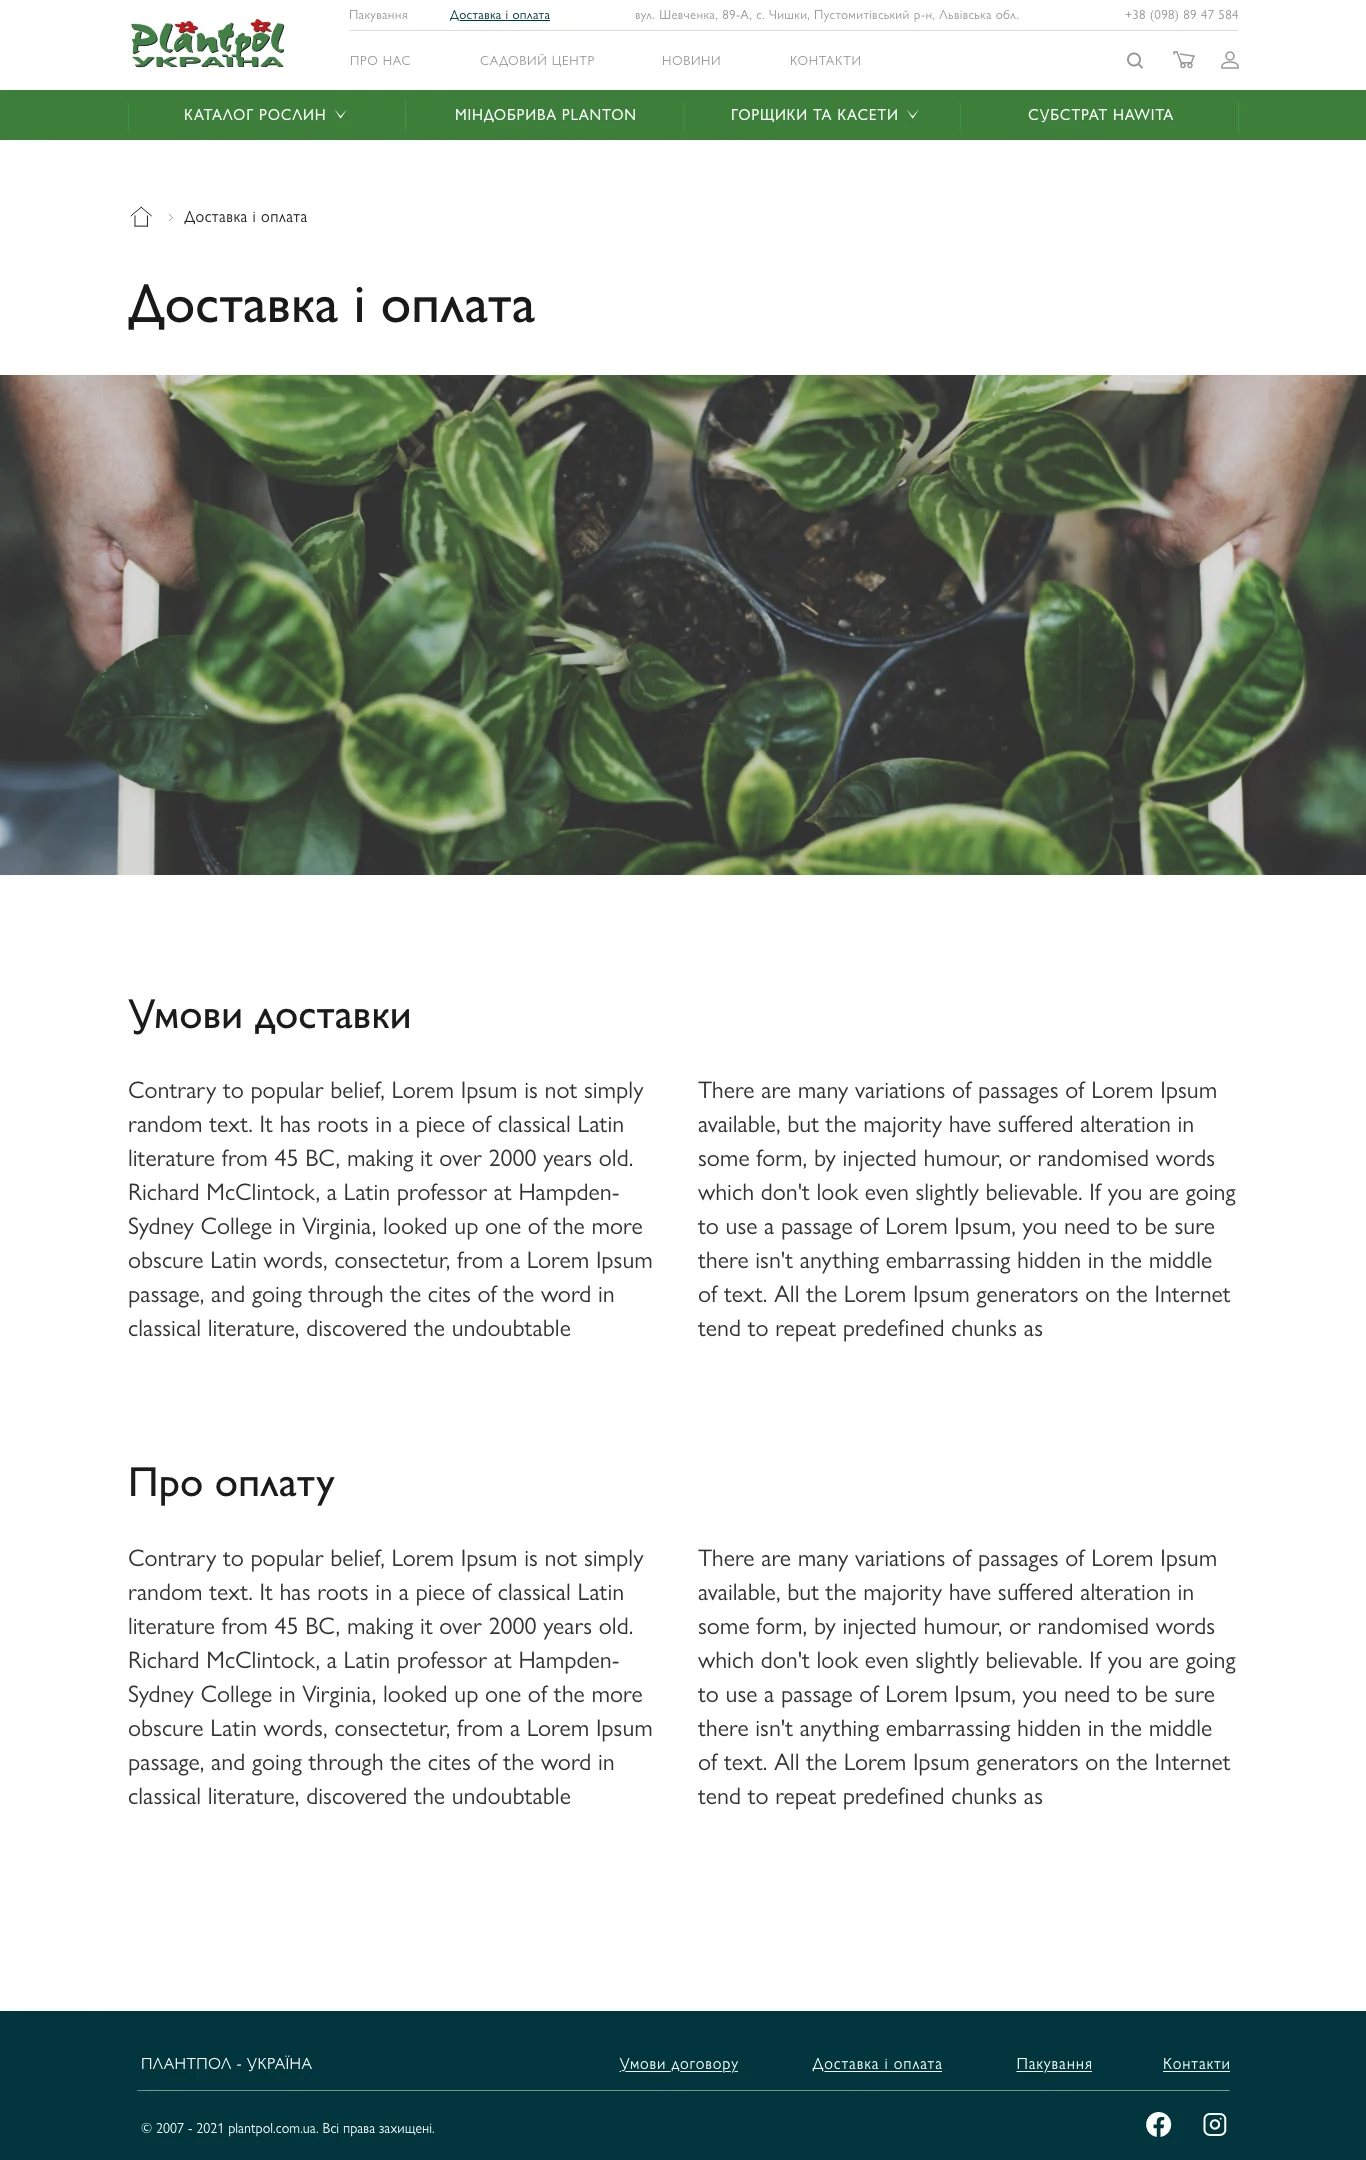 Plantpol
УКРАЇНА
Пакування
Доставка і оплата
вул. Шевченка, 89-А, с. Чишки, Пустомитівський р-н, Львівська обл.
+38 (098) 89 47 584
ПРО НАС
САДОВИЙ ЦЕНТР
НОВИНИ
КОНТАКТИ
КАТАЛОГ РОСЛИН
МІНДОБРИВА PLANTON
ГОРЩИКИ ТА КАСЕТИ
СУБСТРАТ HAWITA
Доставка і оплата
Доставка і оплата
Умови доставки
Contrary to popular belief, Lorem Ipsum is not simply
random text. It has roots in a piece of classical Latin
literature from 45 BC, making it over 2000 years old.
Richard McClintock, a Latin professor at Hampden-
Sydney College in Virginia, looked up one of the more
obscure Latin words, consectetur, from a Lorem Ipsum
passage, and going through the cites of the word in
classical literature, discovered the undoubtable
There are many variations of passages of Lorem Ipsum
available, but the majority have suffered alteration in
some form, by injected humour, or randomised words
which don't look even slightly believable. If you are going
to use a passage of Lorem Ipsum, you need to be sure
there isn't anything embarrassing hidden in the middle
of text. All the Lorem Ipsum generators on the Internet
tend to repeat predefined chunks as
Про оплату
Contrary to popular belief, Lorem Ipsum is not simply
random text. It has roots in a piece of classical Latin
literature from 45 BC, making it over 2000 years old.
Richard McClintock, a Latin professor at Hampden-
Sydney College in Virginia, looked up one of the more
obscure Latin words, consectetur, from a Lorem Ipsum
passage, and going through the cites of the word in
classical literature, discovered the undoubtable
There are many variations of passages of Lorem Ipsum
available, but the majority have suffered alteration in
some form, by injected humour, or randomised words
which don't look even slightly believable. If you are going
to use a passage of Lorem Ipsum, you need to be sure
there isn't anything embarrassing hidden in the middle
of text. All the Lorem Ipsum generators on the Internet
tend to repeat predefined chunks as
ПЛАНТПОЛ - УКРАЇНА
Умови договору
Доставка і оплата
Пакування
Контакти
© 2007 - 2021 plantpol.com.ua. Всі права захищені.